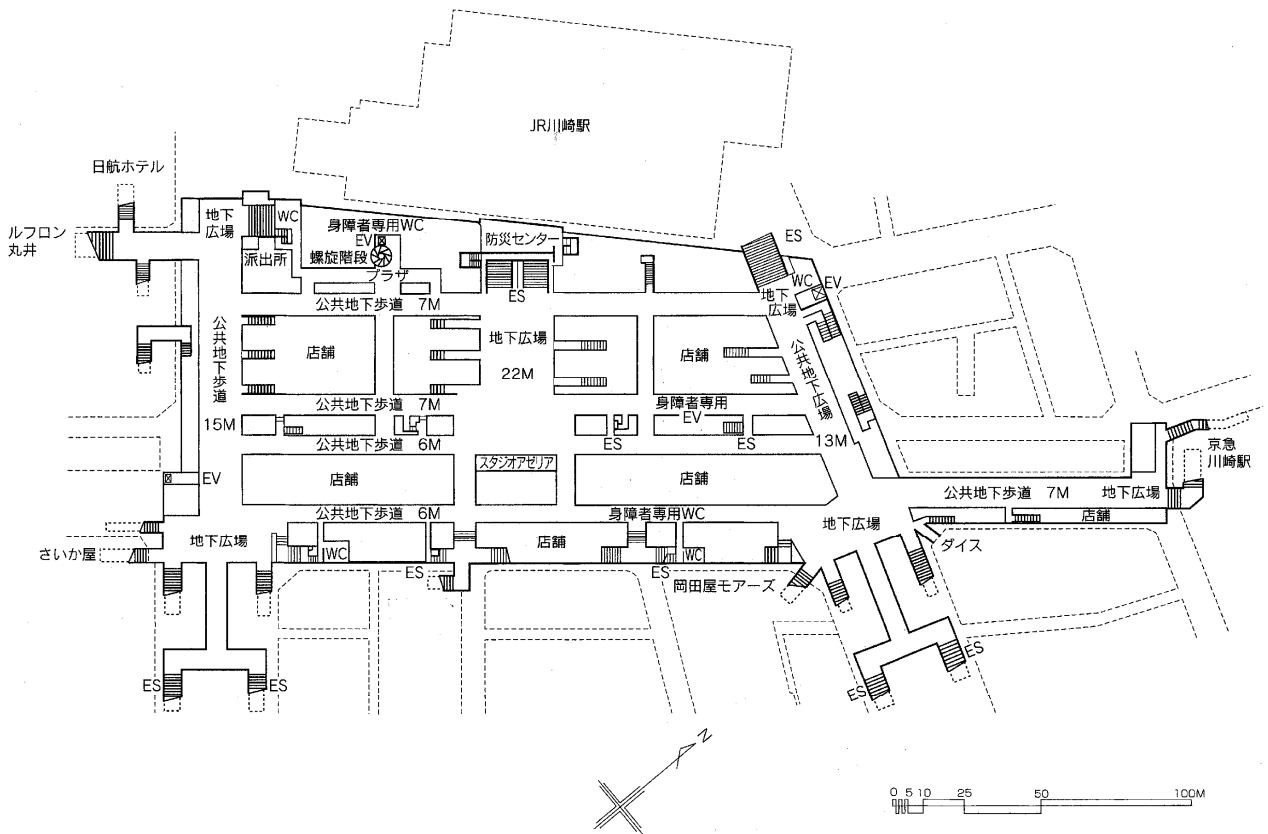 JR川崎駅
日航ホテル
ルフロン
丸井
地下
広場
WC
身障者専用WC
EV
螺旋階段
プラザ
派出所
防災センター
ES
ES
WC
EV
地下
広場
公共地下歩道 7M
公共地下歩道
15M
店舗
地下広場
22M
店舗
公共地下広場
13M
公共地下歩道 7M
身障者専用
EV
公共地下歩道 6M
ES
ES
EV
店舗
スタジオアゼリア
店舗
京急
川崎駅
公共地下歩道 7M
地下広場
店舗
公共地下歩道 6M
身障者専用WC
地下広場
さいか屋
地下広場
WC
店舗
WC
ダイス
ES
ES
岡田屋モアーズ
ES
ES
ES
ES
N
0 5 10 25 50 100M